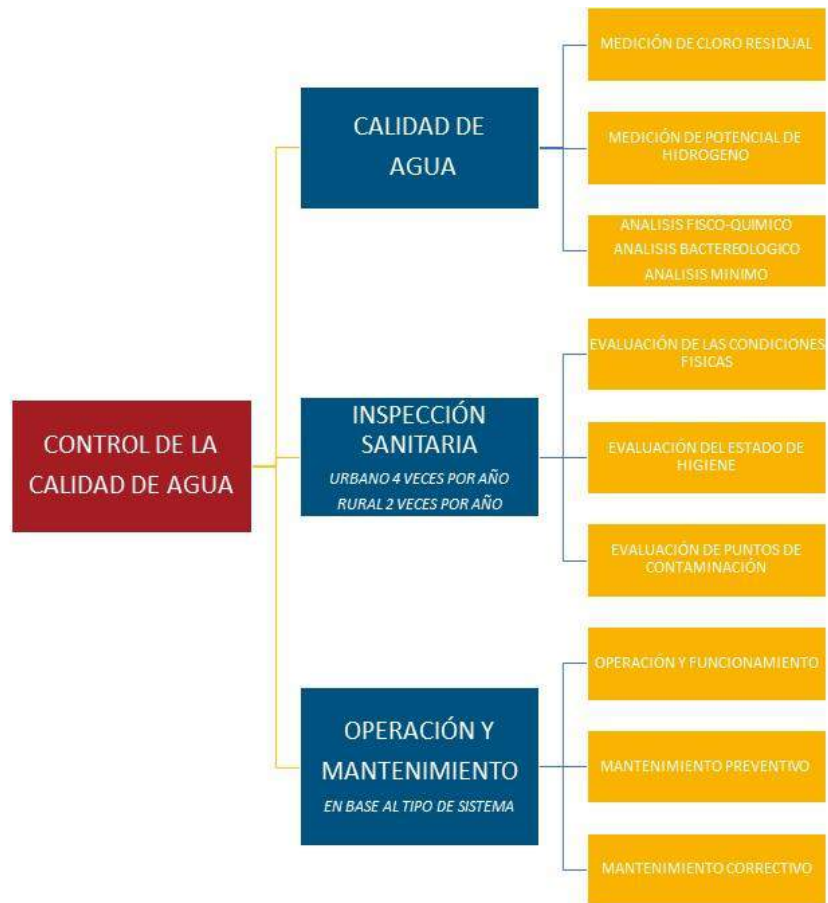 CONTROL DE LA
CALIDAD DE AGUA
CALIDAD DE
AGUA
MEDICIÓN DE CLORO RESIDUAL
MEDICIÓN DE POTENCIAL DE
HIDROGENO
ANALISIS FISCO-QUIMICO
ANALISIS BACTEREOLOGICO
ANALISIS MINIMO
INSPECCIÓN
SANITARIA
URBANO 4 VECES POR AÑO
RURAL 2 VECES POR AÑO
EVALUACIÓN DE LAS CONDICIONES
FISICAS
EVALUACIÓN DEL ESTADO DE
HIGIENE
EVALUACIÓN DE PUNTOS DE
CONTAMINACIÓN
OPERACIÓN Y
MANTENIMIENTO
EN BASE AL TIPO DE SISTEMA
OPERACIÓN Y FUNCIONAMIENTO
MANTENIMIENTO PREVENTIVO
MANTENIMIENTO CORRECTIVO